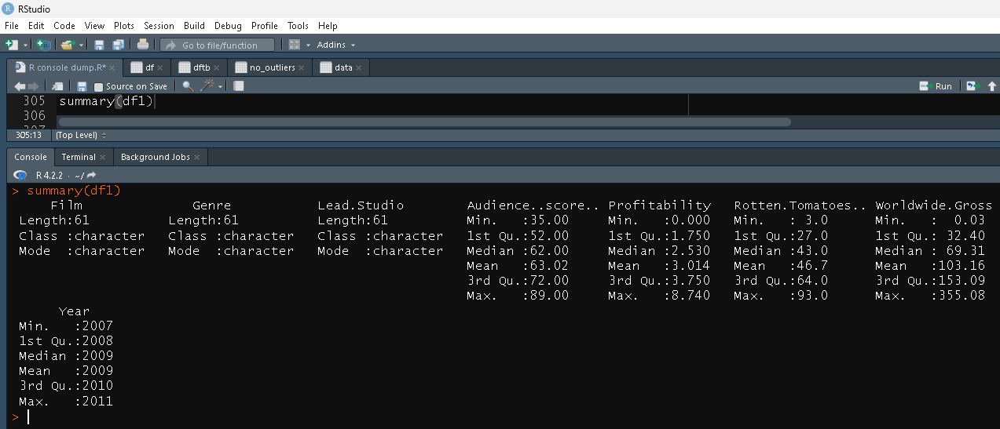 RStudio
File Edit Code View Plots Session Build Debug Profile Tools Help
Go to file/function Addins
R console dump.R* df dftb no_outliers data
Source on Save Run
305 summary(df1)
306
307
305:13 (Top Level)
Console Terminal Background Jobs
R 4.2.2 · ~/
> summary(df1)
Film Genre Lead.Studio Audience..score.. Profitability Rotten.Tomatoes.. Worldwide.Gross
Length:61 Length:61 Length:61 Min. :35.00 Min. :0.000 Min. : 3.0 Min. : 0.03
Class :character Class :character Class :character 1st Qu.:52.00 1st Qu.:1.750 1st Qu.:27.0 1st Qu.: 32.40
Mode :character Mode :character Mode :character Median :62.00 Median :2.530 Median :43.0 Median : 69.31
Mean :63.02 Mean :3.014 Mean :46.7 Mean :103.16
3rd Qu.:72.00 3rd Qu.:3.750 3rd Qu.:64.0 3rd Qu.:153.09
Max. :89.00 Max. :8.740 Max. :93.0 Max. :355.08
Year
Min. :2007
1st Qu.:2008
Median :2009
Mean :2009
3rd Qu.:2010
Max. :2011
>